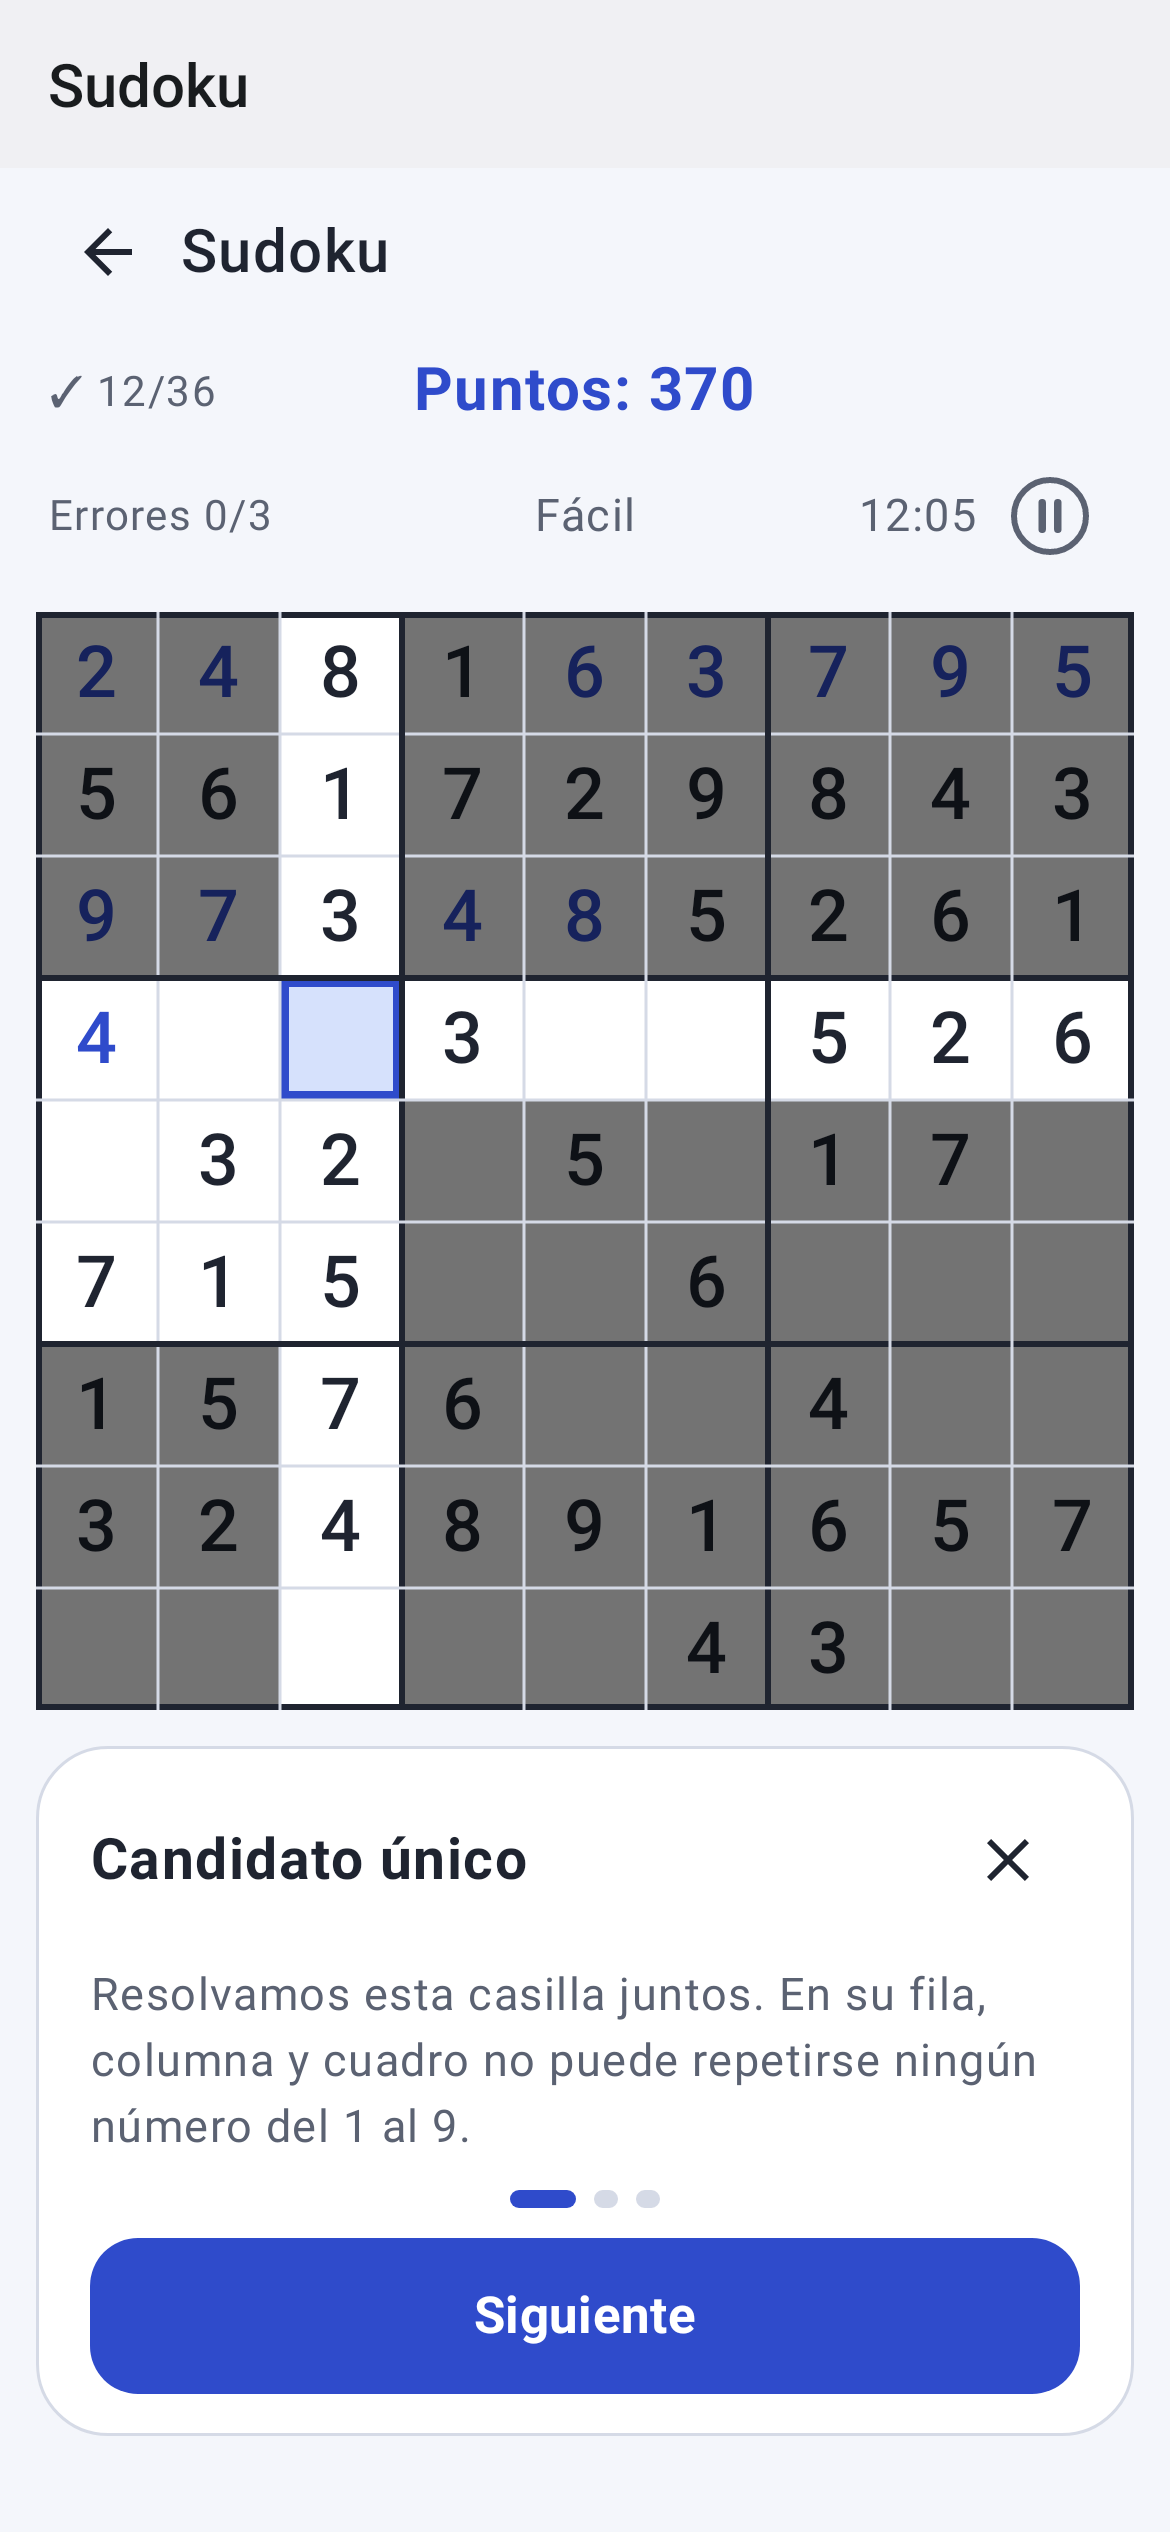 Sudoku
Sudoku
✓ 12/36 Puntos: 370
Errores 0/3 Fácil 12:05
2 4 8 1 6 3 7 9 5
5 6 1 7 2 9 8 4 3
9 7 3 4 8 5 2 6 1
4 3 5 2 6
3 2 5 1 7
7 1 5 6
1 5 7 6 4
3 2 4 8 9 1 6 5 7
4 3
Candidato único
Resolvamos esta casilla juntos. En su fila,
columna y cuadro no puede repetirse ningún
número del 1 al 9.
Siguiente